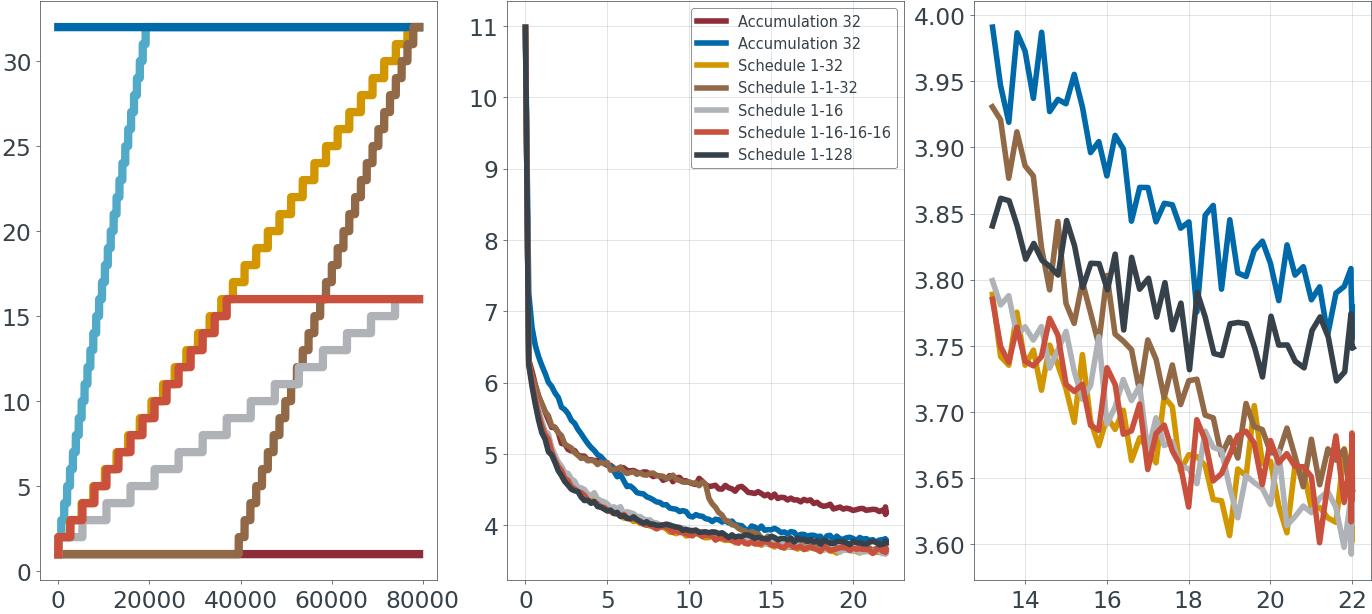 30
25
20
15
10
5
0
0 20000 40000 60000 80000
11
10
9
8
7
6
5
4
0 5 10 15 20
Accumulation 32
Accumulation 32
Schedule 1-32
Schedule 1-1-32
Schedule 1-16
Schedule 1-16-16-16
Schedule 1-128
4.00
3.95
3.90
3.85
3.80
3.75
3.70
3.65
3.60
14 16 18 20 22